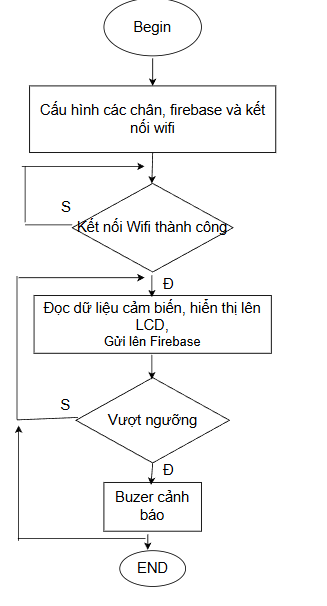 Begin
Cấu hình các chân, firebase và kết
nối wifi
S
Kết nối Wifi thành công
Đ
Đọc dữ liệu cảm biến, hiển thị lên
LCD,
Gửi lên Firebase
S
Vượt ngưỡng
Đ
Buzer cảnh
báo
END